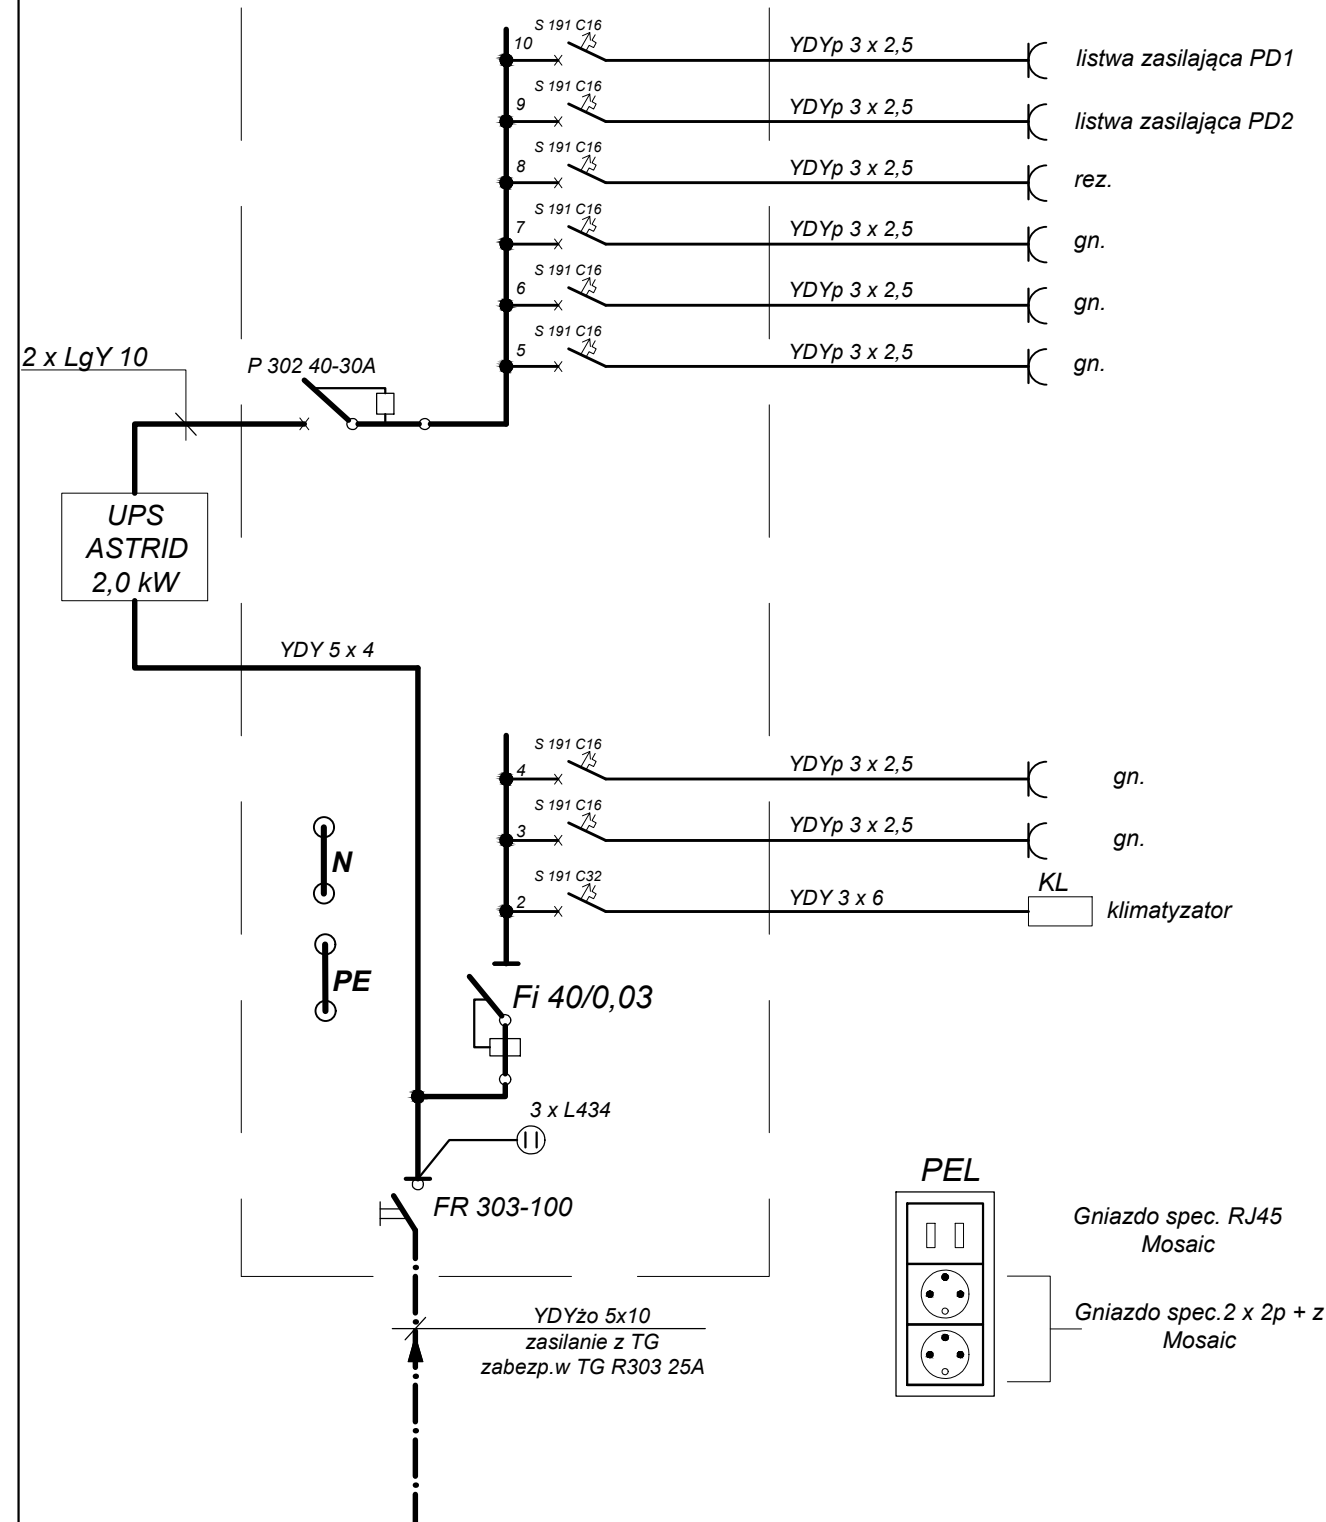 S 191 C16
10
YDYp 3 x 2,5
listwa zasilająca PD1
S 191 C16
9
YDYp 3 x 2,5
listwa zasilająca PD2
S 191 C16
8
YDYp 3 x 2,5
rez.
S 191 C16
7
YDYp 3 x 2,5
gn.
S 191 C16
6
YDYp 3 x 2,5
gn.
S 191 C16
5
YDYp 3 x 2,5
gn.
2 x LgY 10
P 302 40-30A
UPS
ASTRID
2,0 kW
YDY 5 x 4
S 191 C16
4
YDYp 3 x 2,5
gn.
S 191 C16
3
YDYp 3 x 2,5
gn.
S 191 C32
2
YDY 3 x 6
KL
klimatyzator
N
PE
Fi 40/0,03
3 x L434
FR 303-100
YDYżo 5x10
zasilanie z TG
zabezp.w TG R303 25A
PEL
Gniazdo spec. RJ45
Mosaic
Gniazdo spec.2 x 2p + z
Mosaic